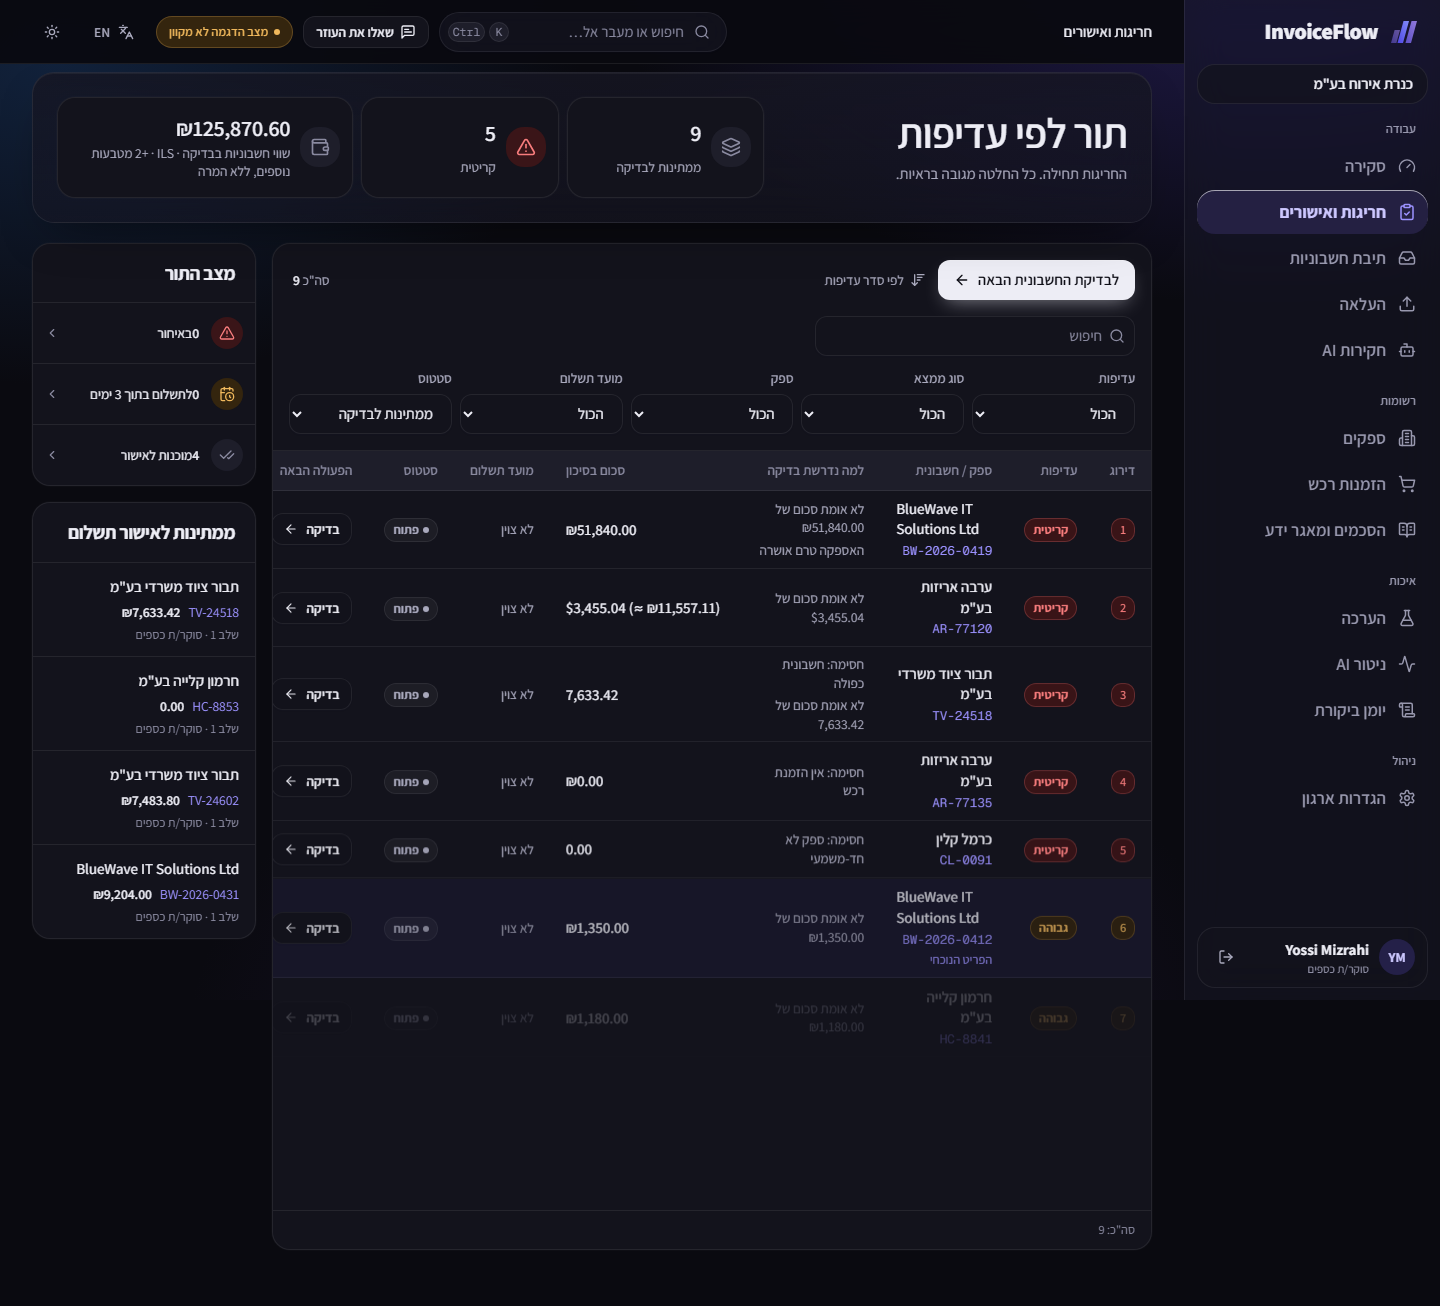 InvoiceFlow
כנרת אירוח בע"מ
עבודה
סקירה
חריגות ואישורים
תיבת חשבוניות
העלאה
חקירות AI
רשומות
ספקים
הזמנות רכש
הסכמים ומאגר ידע
איכות
הערכה
ניטור AI
יומן ביקורת
ניהול
הגדרות ארגון
YM
Yossi Mizrahi
סוקר/ת כספים
חריגות ואישורים
חיפוש או מעבר אל...
Ctrl K
שאלו את העוזר
מצב הדגמה לא מקוון
EN
תור לפי עדיפות
החריגות תחילה. כל החלטה מגובה בראיות.
9
ממתינות לבדיקה
5
קריטית
₪125,870.60
שווי חשבוניות בבדיקה · ILS · +2 מטבעות
נוספים, ללא המרה
לבדיקת החשבונית הבאה
לפי סדר עדיפות
סה"כ 9
חיפוש
עדיפות סוג ממצא ספק מועד תשלום סטטוס
הכול הכול הכול הכול ממתינות לבדיקה
דירוג עדיפות ספק / חשבונית למה נדרשת בדיקה סכום בסיכון מועד תשלום סטטוס הפעולה הבאה
1 קריטית
BlueWave IT
Solutions Ltd
BW-2026-0419
לא אומת סכום של
₪51,840.00
האספקה טרם אושרה
₪51,840.00
לא צוין
פתוח
בדיקה
2 קריטית
ערבה אריזות
בע"מ
AR-77120
לא אומת סכום של
$3,455.04
$3,455.04 (≈ ₪11,557.11)
לא צוין
פתוח
בדיקה
3 קריטית
תבור ציוד משרדי
בע"מ
TV-24518
חסימה: חשבונית
כפולה
לא אומת סכום של
7,633.42
7,633.42
לא צוין
פתוח
בדיקה
4 קריטית
ערבה אריזות
בע"מ
AR-77135
חסימה: אין הזמנת
רכש
₪0.00
לא צוין
פתוח
בדיקה
5 קריטית
כרמל קלין
CL-0091
חסימה: ספק לא
חד-משמעי
0.00
לא צוין
פתוח
בדיקה
6 גבוהה
BlueWave IT
Solutions Ltd
BW-2026-0412
הפריט הנוכחי
לא אומת סכום של
₪1,350.00
₪1,350.00
לא צוין
פתוח
בדיקה
7 גבוהה
חרמון קלייה
בע"מ
HC-8841
לא אומת סכום של
₪1,180.00
₪1,180.00
לא צוין
פתוח
בדיקה
סה"כ: 9
מצב התור
0באיחור
0לתשלום בתוך 3 ימים
4מוכנות לאישור
ממתינות לאישור תשלום
תבור ציוד משרדי בע"מ
TV-24518 ₪7,633.42
שלב 1 · סוקר/ת כספים
חרמון קלייה בע"מ
HC-8853 0.00
שלב 1 · סוקר/ת כספים
תבור ציוד משרדי בע"מ
TV-24602 ₪7,483.80
שלב 1 · סוקר/ת כספים
BlueWave IT Solutions Ltd
BW-2026-0431 ₪9,204.00
שלב 1 · סוקר/ת כספים